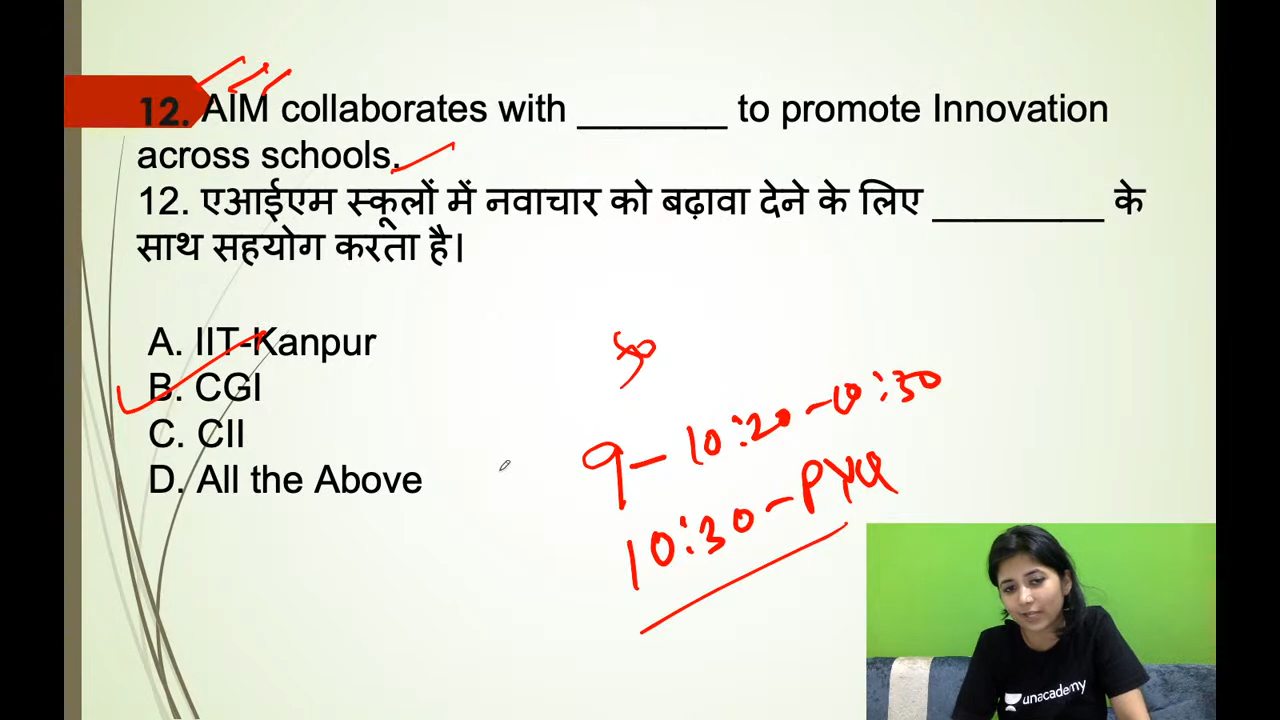 12. AIM collaborates with _______ to promote Innovation
across schools.
12. एआईएम स्कूलों में नवाचार को बढ़ावा देने के लिए ________ के
साथ सहयोग करता है।
A. IIT-Kanpur
B. CGI
C. CII
D. All the Above
9 - 10:20 - 10:30
10:30 - PYQ
unacademy